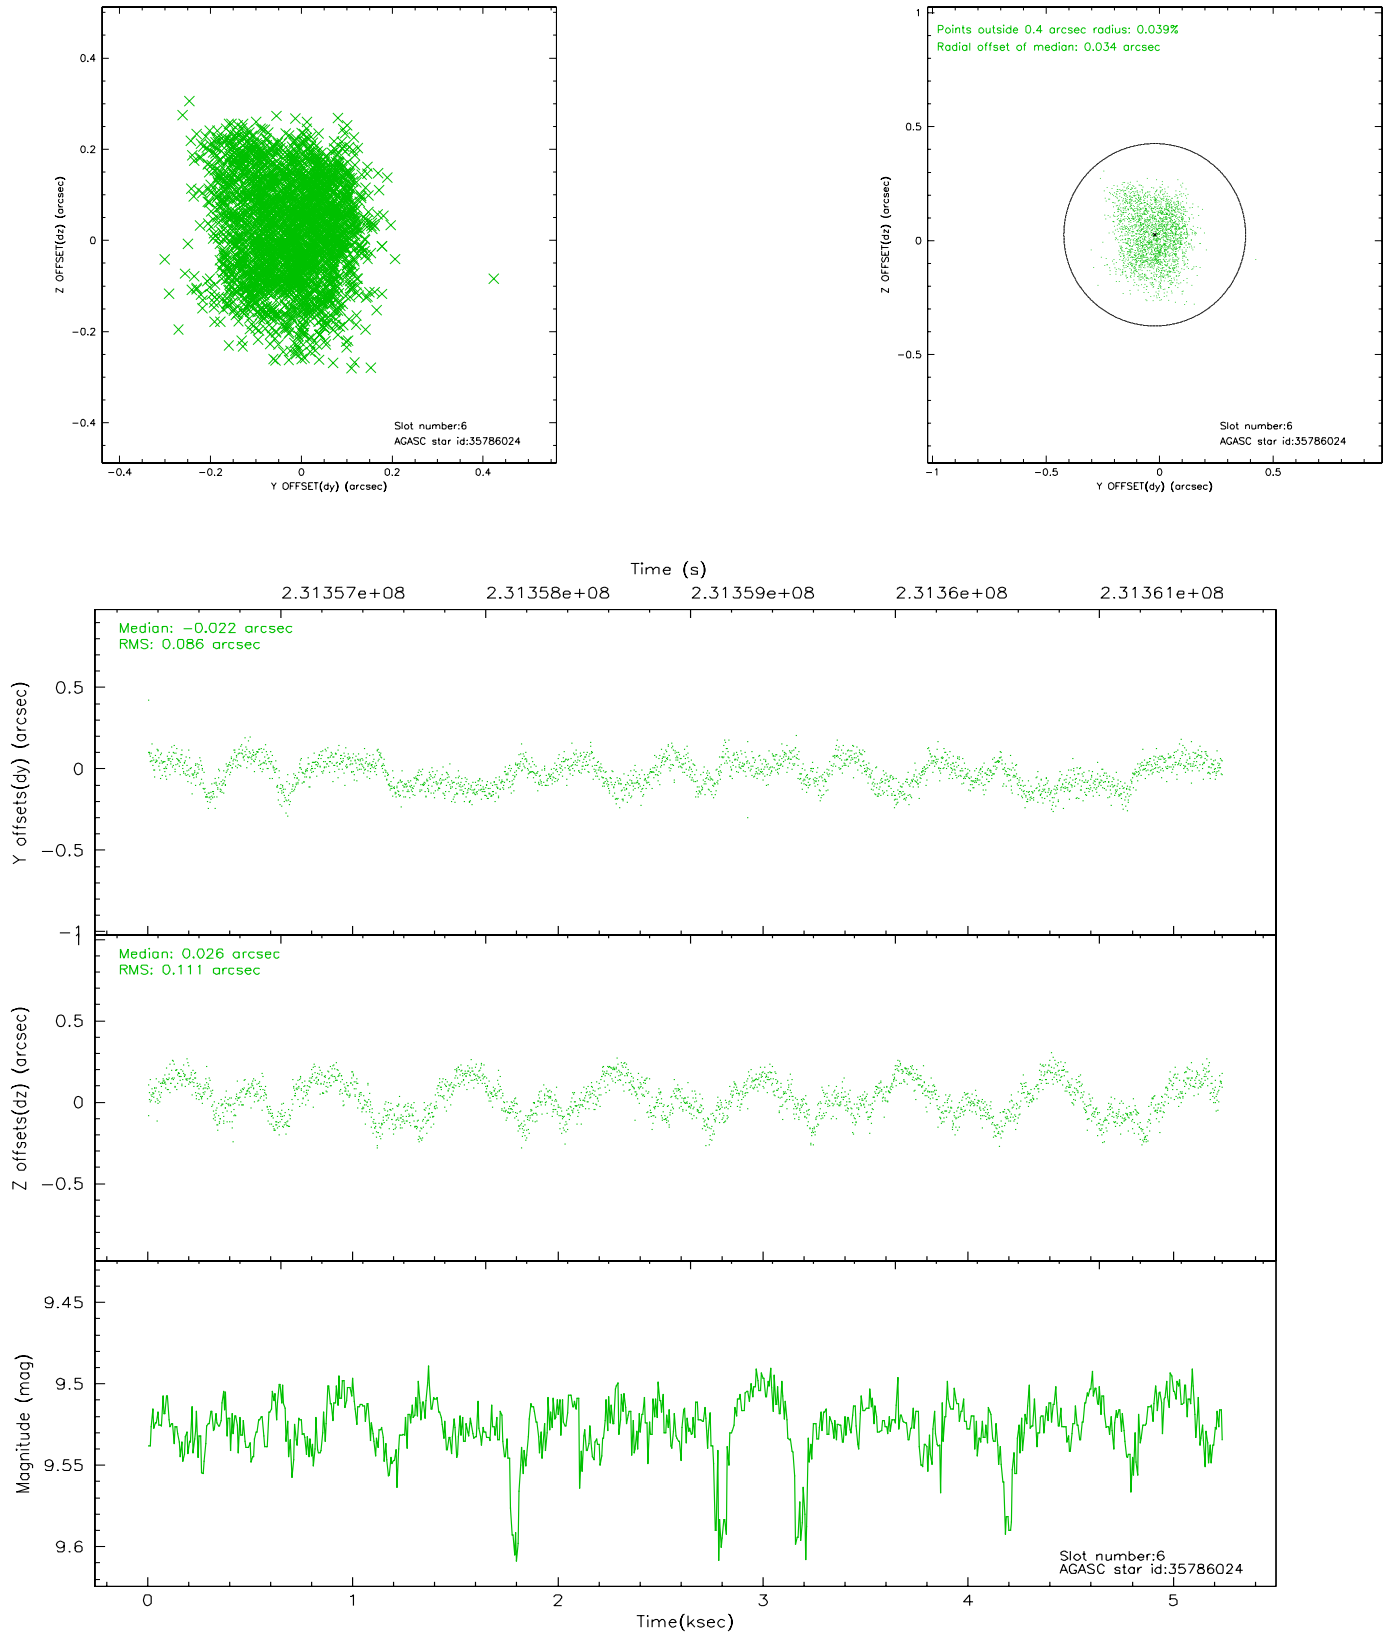 0.4
0.2
0
-0.2
-0.4
Z OFFSET(dz) (arcsec)
Slot number:6
AGASC star id:35786024
-0.4 -0.2 0 0.2 0.4
Y OFFSET(dy) (arcsec)
1
0.5
0
-0.5
Z OFFSET(dz) (arcsec)
Points outside 0.4 arcsec radius: 0.039%
Radial offset of median: 0.034 arcsec
Slot number:6
AGASC star id:35786024
-1 -0.5 0 0.5
Y OFFSET(dy) (arcsec)
Time (s)
2.31357e+08 2.31358e+08 2.31359e+08 2.3136e+08 2.31361e+08
Median: -0.022 arcsec
RMS: 0.086 arcsec
0.5
0
-0.5
-1
Y offsets(dy) (arcsec)
1
Median: 0.026 arcsec
RMS: 0.111 arcsec
0.5
0
-0.5
Z offsets(dz) (arcsec)
9.45
9.5
9.55
9.6
Magnitude (mag)
Slot number:6
AGASC star id:35786024
0 1 2 3 4 5
Time(ksec)